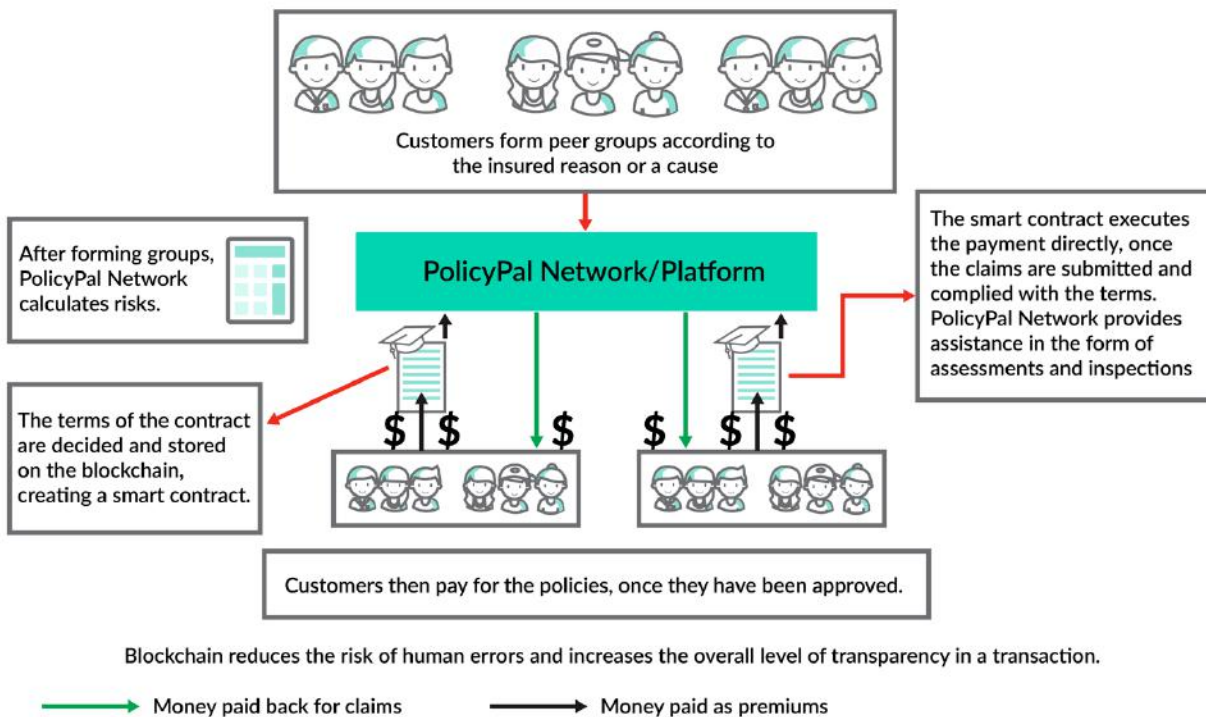 Customers form peer groups according to
the insured reason or a cause
After forming groups,
PolicyPal Network
calculates risks.
PolicyPal Network/Platform
The smart contract executes
the payment directly, once
the claims are submitted and
complied with the terms.
PolicyPal Network provides
assistance in the form of
assessments and inspections
The terms of the contract
are decided and stored
on the blockchain,
creating a smart contract.
$ $ $ $ $ $
Customers then pay for the policies, once they have been approved.
Blockchain reduces the risk of human errors and increases the overall level of transparency in a transaction.
Money paid back for claims
Money paid as premiums